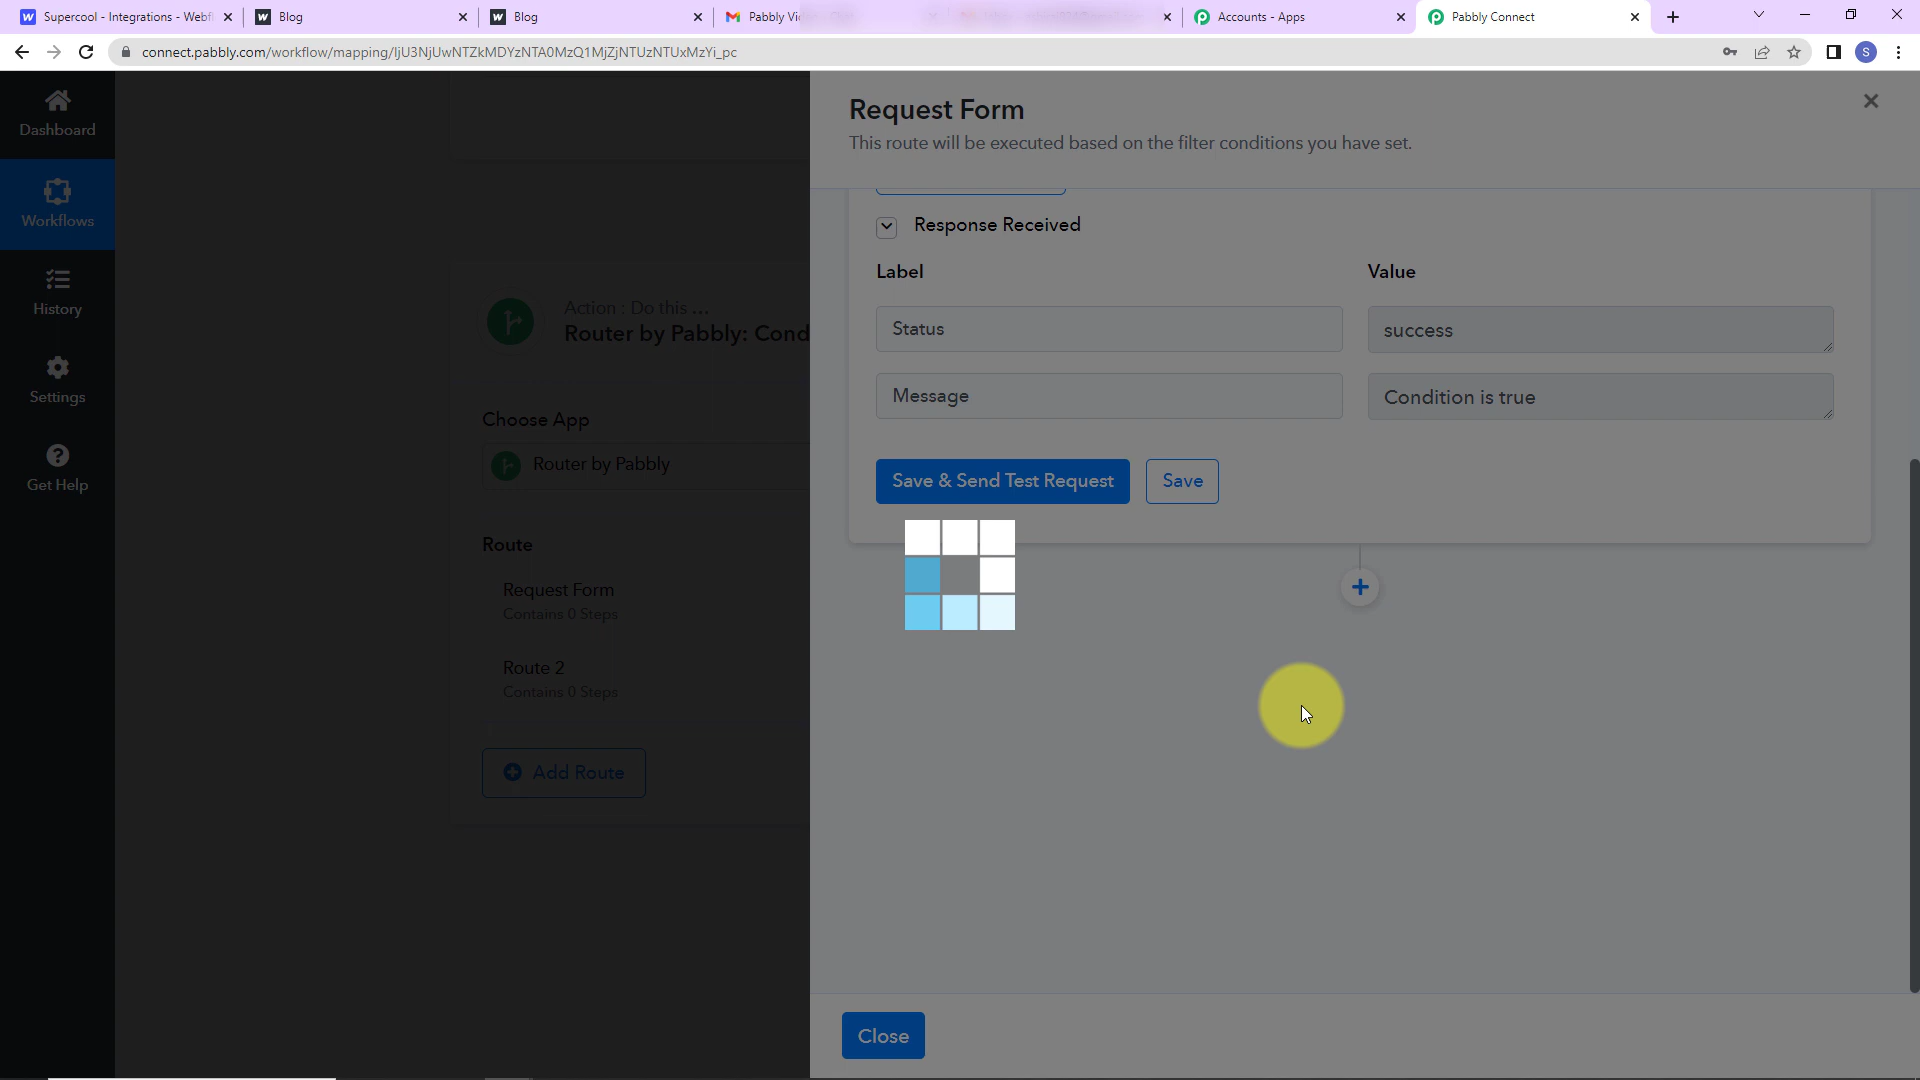 Supercool - Integrations - Webf
Blog
Blog
Pabbly Vid
Accounts - Apps
Pabbly Connect
connect.pabbly.com/workflow/mapping/IjU3NjUwNTZkMDYzNTA0MzQ1MjZjNTUzNTUxMzYi_pc
S
Dashboard
Workflows
History
Settings
Get Help
Action : Do this ...
Router by Pabbly: Cond
Choose App
Router by Pabbly
Route
Request Form
Contains 0 Steps
Route 2
Contains 0 Steps
Add Route
Request Form
This route will be executed based on the filter conditions you have set.
Response Received
Label
Value
Status
success
Message
Condition is true
Save & Send Test Request
Save
Close